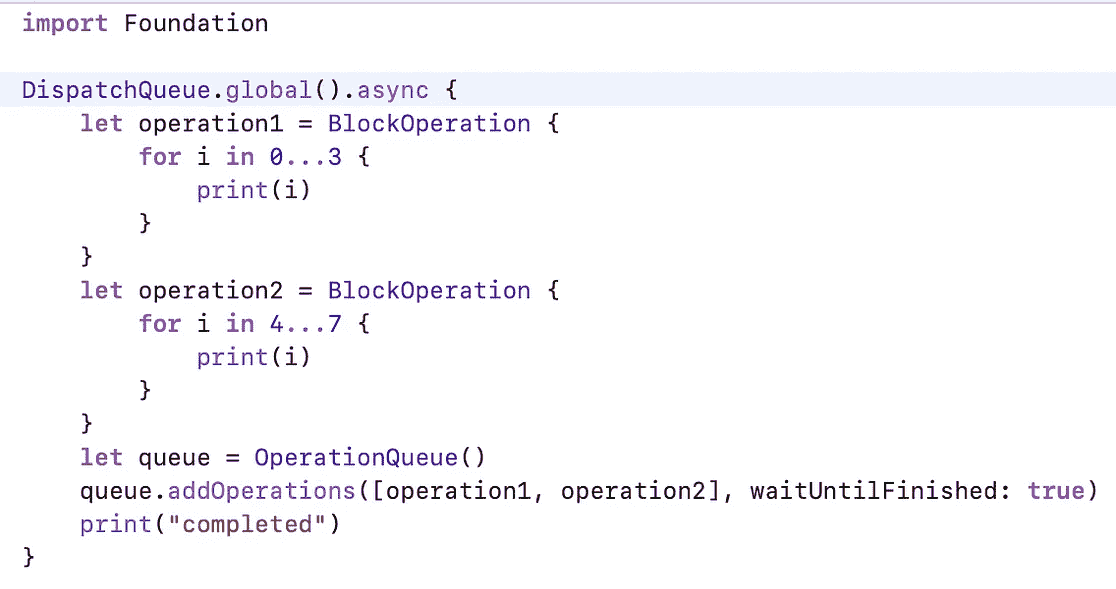 import Foundation

DispatchQueue.global().async {
    let operation1 = BlockOperation {
        for i in 0...3 {
            print(i)
        }
    }
    let operation2 = BlockOperation {
        for i in 4...7 {
            print(i)
        }
    }
    let queue = OperationQueue()
    queue.addOperations([operation1, operation2], waitUntilFinished: true)
    print("completed")
}